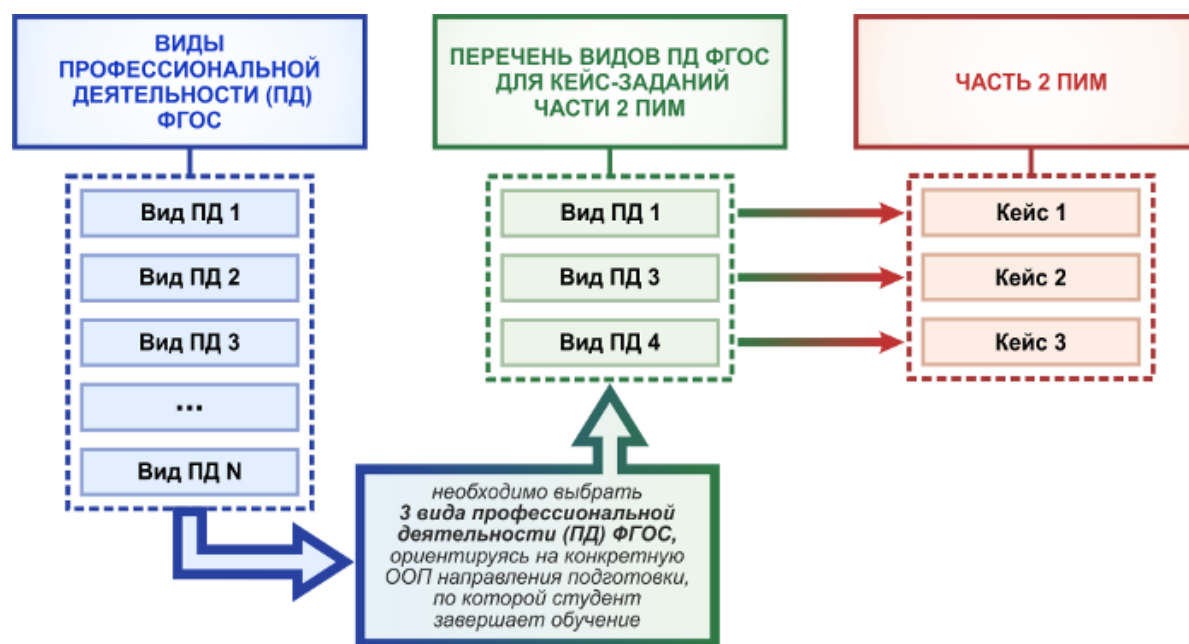 ВИДЫ
ПРОФЕССИОНАЛЬНОЙ
ДЕЯТЕЛЬНОСТИ (ПД)
ФГОС
Вид ПД 1
Вид ПД 2
Вид ПД 3
...
Вид ПД N
необходимо выбрать
3 вида профессиональной
деятельности (ПД) ФГОС,
ориентируясь на конкретную
ООП направления подготовки,
по которой студент
завершает обучение
ПЕРЕЧЕНЬ ВИДОВ ПД ФГОС
ДЛЯ КЕЙС-ЗАДАНИЙ
ЧАСТИ 2 ПИМ
Вид ПД 1
Вид ПД 3
Вид ПД 4
ЧАСТЬ 2 ПИМ
Кейс 1
Кейс 2
Кейс 3